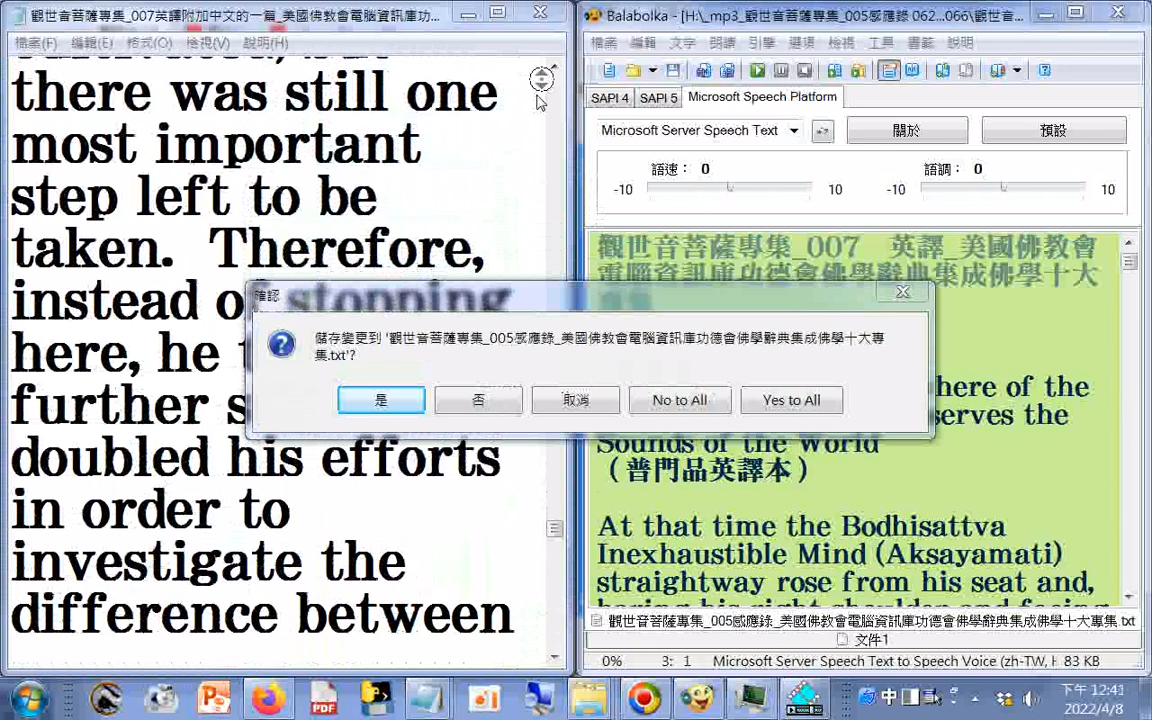 觀世音菩薩專集_007英譯附加中文的一篇_美國佛教會電腦資訊庫功...
檔案(F) 編輯(E) 格式(O) 檢視(V) 說明(H)
there was still one
most important
step left to be
taken.  Therefore,
instead of stopping
here, he
further s
doubled his efforts
in order to
investigate the
difference between
Balabolka - [H:\_mp3_觀世音菩薩專集_005感應錄 062...066\觀世音...
檔案 編輯 文字 朗讀 引擎 選項 檢視 工具 書籤 說明
SAPI 4 SAPI 5 Microsoft Speech Platform
Microsoft Server Speech Text 關於 預設
語速： 0 語調： 0
-10 10 -10 10
觀世音菩薩專集_007 英譯_美國佛教會
電腦資訊庫功德會佛學辭典集成佛學十大
here of the
serves the
Sounds of the World
（普門品英譯本）
At that time the Bodhisattva
Inexhaustible Mind (Aksayamati)
straightway rose from his seat and,
baring his right shoulder and facing
觀世音菩薩專集_005感應錄_美國佛教會電腦資訊庫功德會佛學辭典集成佛學十大專集.txt
文件1
0% 3: 1 Microsoft Server Speech Text to Speech Voice (zh-TW, H 83 KB
確認
儲存變更到 '觀世音菩薩專集_005感應錄_美國佛教會電腦資訊庫功德會佛學辭典集成佛學十大專
集.txt'?
是 否 取消 No to All Yes to All
中
下午 12:41
2022/4/8